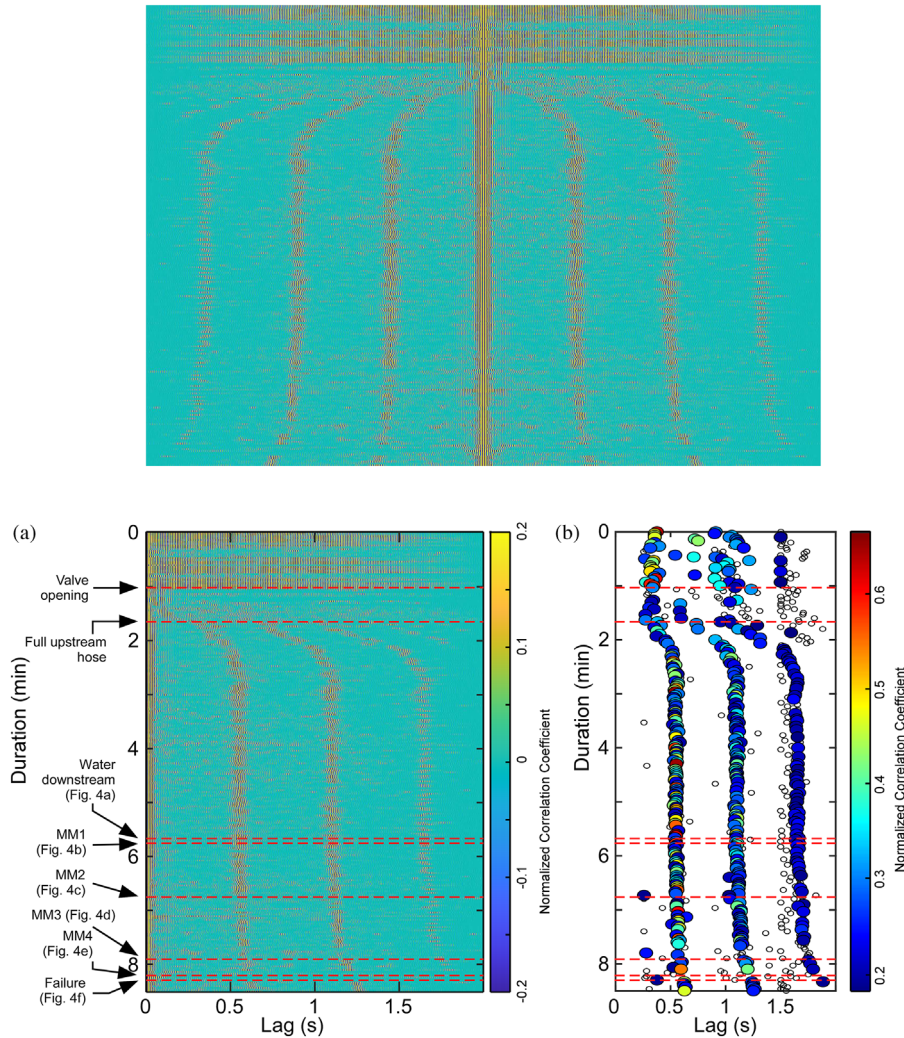 (a)
(b)
Valve
opening
Full upstream
hose
Water
downstream
(Fig. 4a)
MM1
(Fig. 4b)
MM2
(Fig. 4c)
MM3 (Fig. 4d)
MM4
(Fig. 4e)
Failure
(Fig. 4f)
Duration (min)
0
2
4
6
8
0
0.5
1
1.5
Lag (s)
0.2
0.1
0
-0.1
-0.2
Normalized Correlation Coefficient
Duration (min)
0
2
4
6
8
0
0.5
1
1.5
Lag (s)
0.6
0.5
0.4
0.3
0.2
Normalized Correlation Coefficient